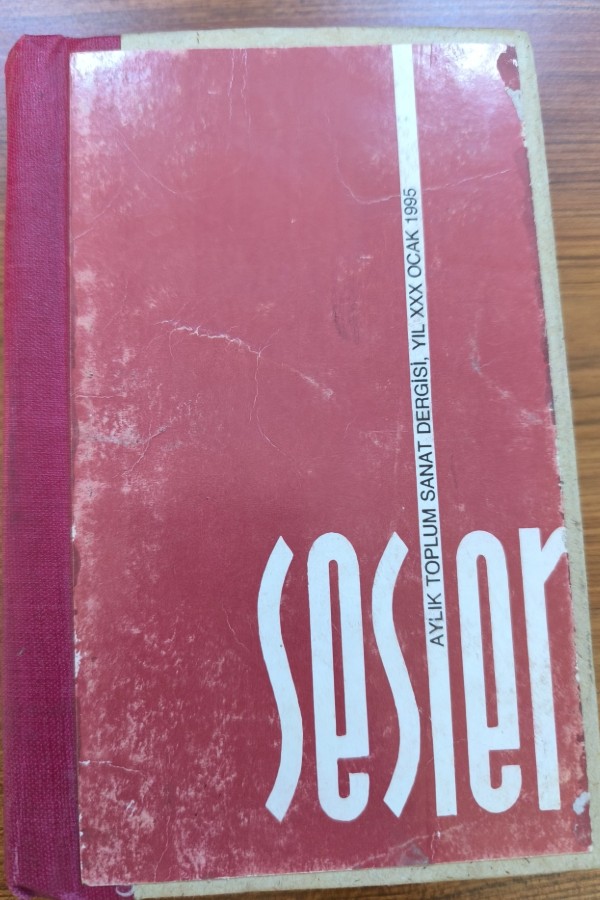 AYLIK TOPLUM SANAT DERGİSİ, YIL XXX OCAK 1995
sesler